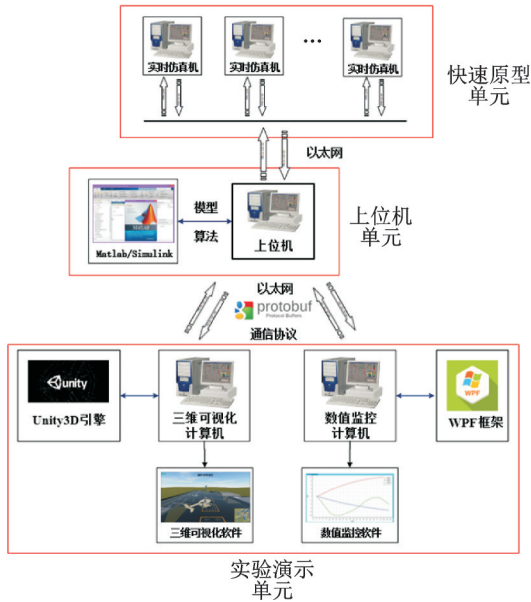 实时仿真机
实时仿真机
...
实时仿真机
快速原型
单元
以太网
模型
算法
Matlab/Simulink
上位机
上位机
单元
以太网
protobuf
Protocol Buffers
通信协议
unity
Unity3D引擎
三维可视化
计算机
数值监控
计算机
WPF
WPF框架
三维可视化软件
数值监控软件
实验演示
单元